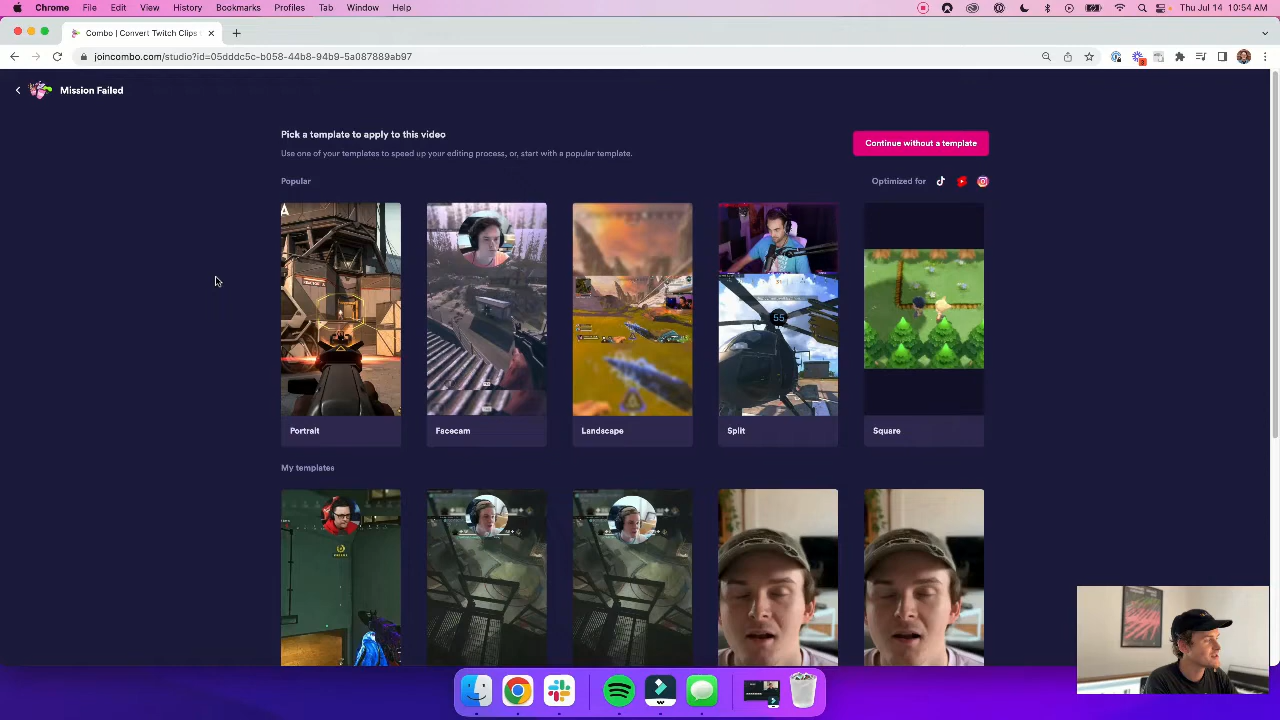 Chrome File Edit View History Bookmarks Profiles Tab Window Help
Thu Jul 14 10:54 AM
Combo | Convert Twitch Clips
joincombo.com/studio?id=05dddc5c-b058-44b8-94b9-5a087889ab97
Mission Failed
Pick a template to apply to this video
Continue without a template
Use one of your templates to speed up your editing process, or, start with a popular template.
Popular
Optimized for
A
55
Portrait
Facecam
Landscape
Split
Square
My templates